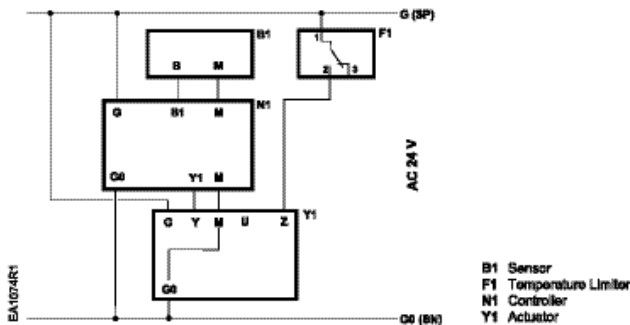 G (SP)
B1
F1
1
B M
2 3
N1
G B1 M
AC 24 V
G0 Y1 M
Y1
G Y M U Z
G0
EA1074R1
B1 Sensor
F1 Temperature Limiter
N1 Controller
Y1 Actuator
G0 (SN)